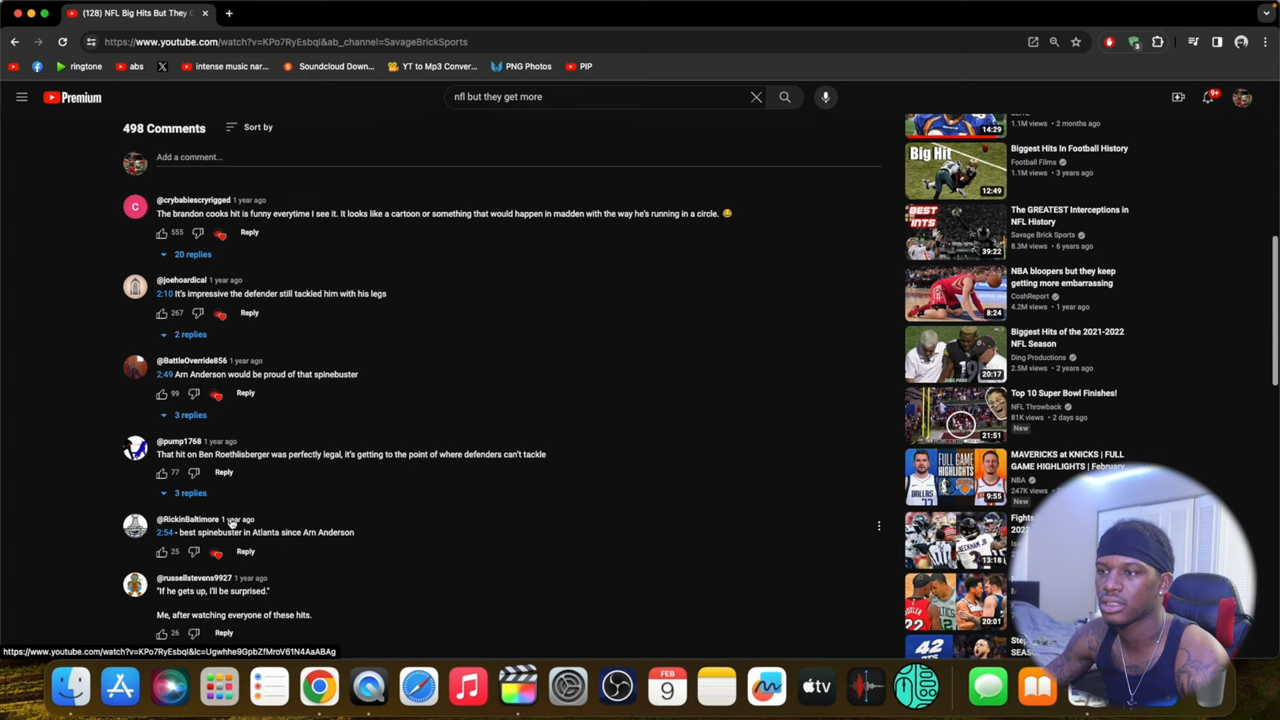 (128) NFL Big Hits But They G
https://www.youtube.com/watch?v=KPo7RyEsbqI&ab_channel=SavageBrickSports
ringtone
abs
intense music nar...
Soundcloud Down...
YT to Mp3 Conver...
PNG Photos
PIP
Premium
nfl but they get more
9+
498 Comments
Sort by
Add a comment...
@crybabiescryrigged 1 year ago
The brandon cooks hit is funny everytime I see it. It looks like a cartoon or something that would happen in madden with the way he's running in a circle. 😂
555
Reply
20 replies
@joehoardical 1 year ago
2:10 It's impressive the defender still tackled him with his legs
267
Reply
2 replies
@BattleOverride856 1 year ago
2:49 Arn Anderson would be proud of that spinebuster
99
Reply
3 replies
@pump1768 1 year ago
That hit on Ben Roethlisberger was perfectly legal, it's getting to the point of where defenders can't tackle
77
Reply
3 replies
@RickinBaltimore 1 year ago
2:54 - best spinebuster in Atlanta since Arn Anderson
25
Reply
@russellstevens9927 1 year ago
"If he gets up, I'll be surprised."
Me, after watching everyone of these hits.
26
Reply
1.1M views • 2 months ago
14:29
Big Hit
12:49
Biggest Hits In Football History
Football Films
1.1M views • 3 years ago
BEST
INTS
39:22
The GREATEST Interceptions in
NFL History
Savage Brick Sports
8.3M views • 6 years ago
8:24
NBA bloopers but they keep
getting more embarrassing
CoshReport
4.2M views • 1 year ago
20:17
Biggest Hits of the 2021-2022
NFL Season
Ding Productions
2.5M views • 2 years ago
21:51
Top 10 Super Bowl Finishes!
NFL Throwback
81K views • 2 days ago
New
FULL
GAME
HIGHLIGHTS
DALLAS
77
9:55
MAVERICKS at KNICKS | FULL
GAME HIGHLIGHTS | February
NBA
247K views
New
BECKHAM JR
13:18
Fights
20:01
42
https://www.youtube.com/watch?v=KPo7RyEsbqI&lc=Ugwhhe9GpbZfMroV61N4AaABAg
FEB
9
tv